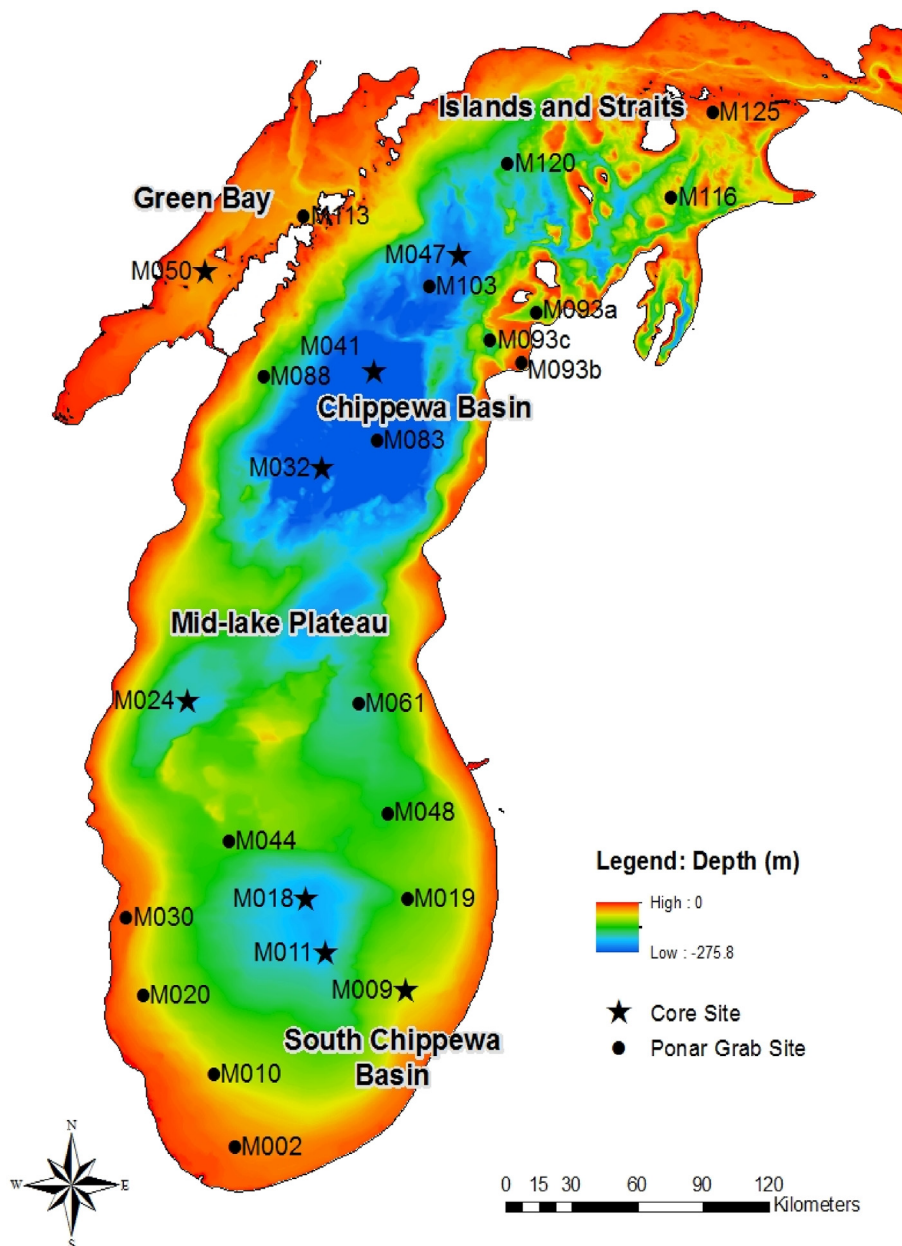 Islands and Straits
M125
M120
Green Bay
M116
M113
M047
M050
M103
M093a
M093c
M041
M093b
M088
Chippewa Basin
M083
M032
Mid-lake Plateau
M024
M061
M048
M044
Legend: Depth (m)
High : 0
Low : -275.8
M018
M019
M030
M011
M009
M020
Core Site
South Chippewa
Basin
Ponar Grab Site
M010
M002
N
W
E
S
0 15 30 60 90 120
Kilometers